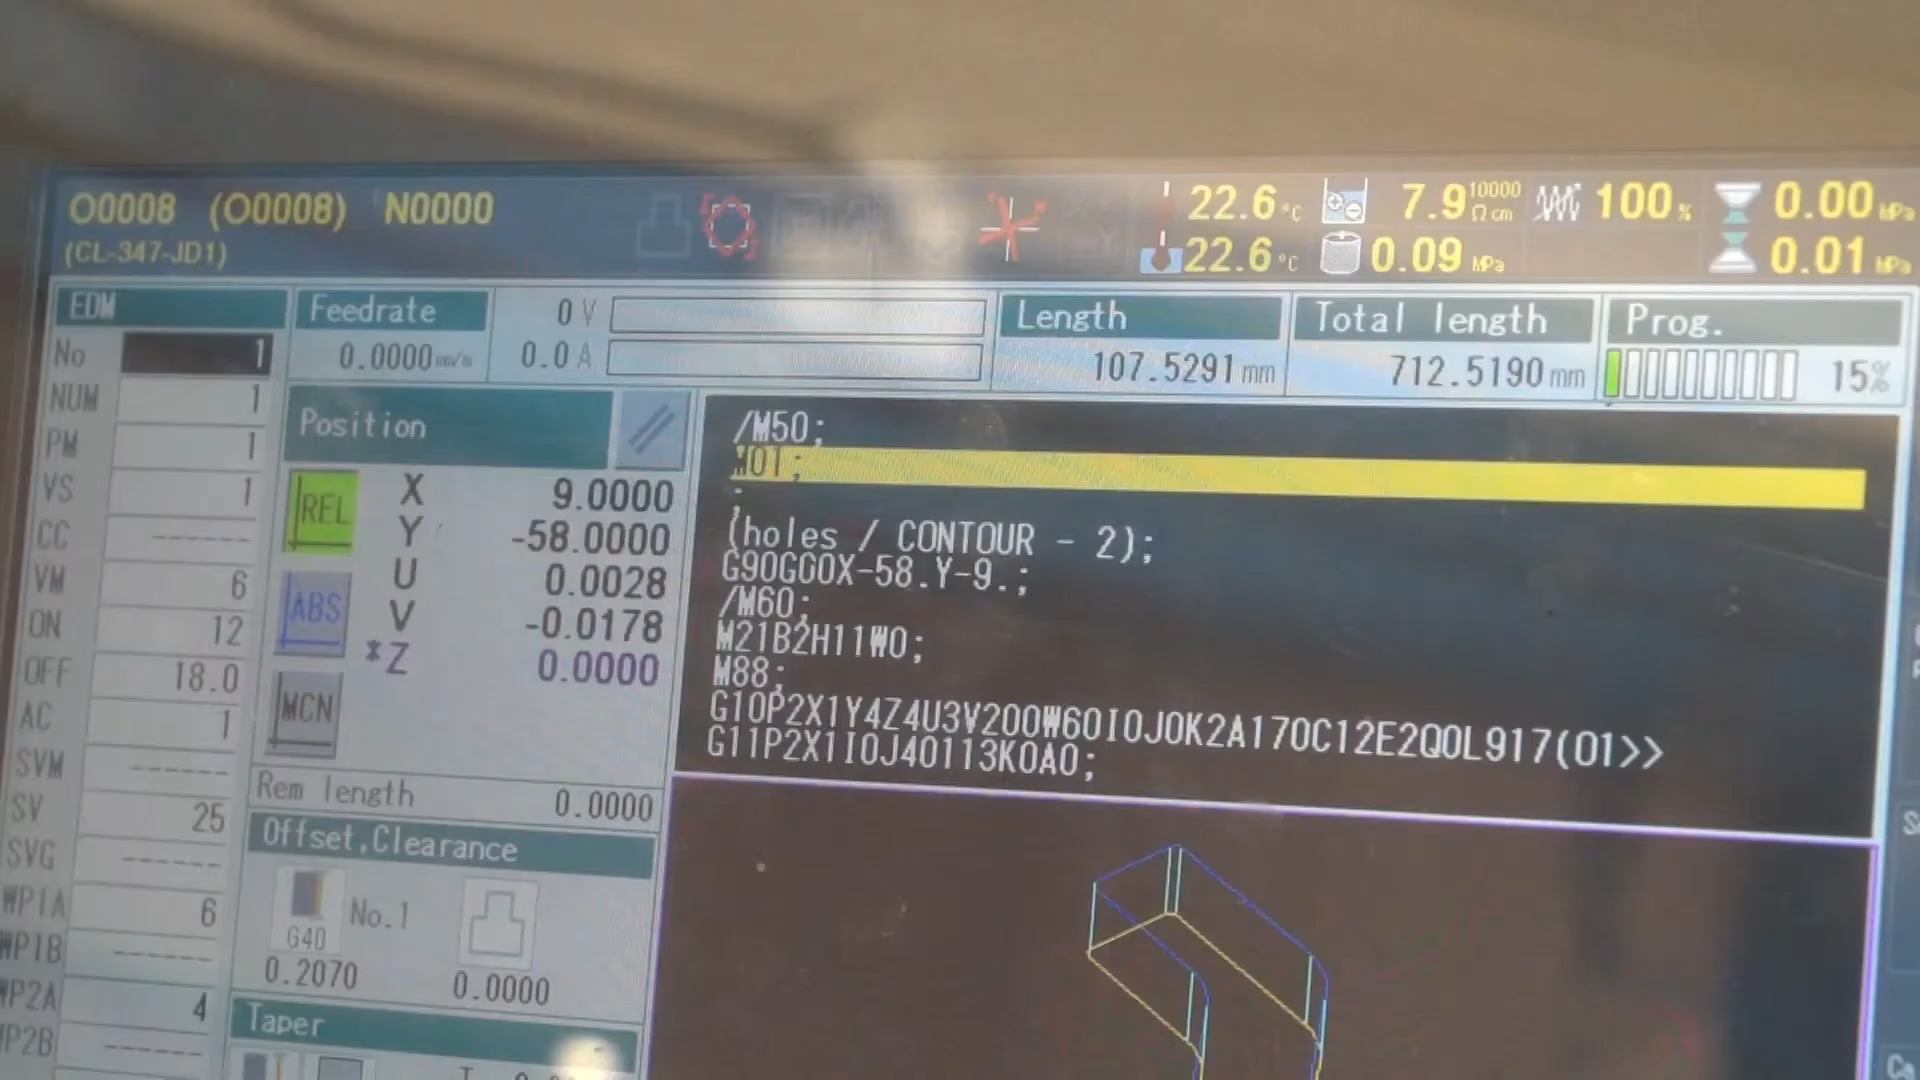 O0008 (O0008) N0000
(CL-347-JD1)
22.6 °C 7.9 10000 Ωcm 100 % 0.00 MPa
22.6 °C 0.09 MPa 0.01 MPa
EDM
No 1
NUM 1
PM 1
VS 1
CC ------
VM 6
ON 12
OFF 18.0
AC 1
SVM ------
SV 25
SVG ------
WP1A 6
WP1B ------
WP2A 4
WP2B ------
Feedrate
0.0000 mm/m
0 V
0.0 A
Length
107.5291 mm
Total length
712.5190 mm
Prog.
15%
Position
REL
ABS
MCN
X 9.0000
Y -58.0000
U 0.0028
V -0.0178
*Z 0.0000
Rem length 0.0000
Offset,Clearance
No.1
G40
0.2070 0.0000
Taper
/M50;
M01;
;
(holes / CONTOUR - 2);
G90G00X-58.Y-9.;
/M60;
M21B2H11W0;
M88;
G10P2X1Y4Z4U3V200W60I0J0K2A170C12E2Q0L917(01>>
G11P2X1I0J40113K0A0;